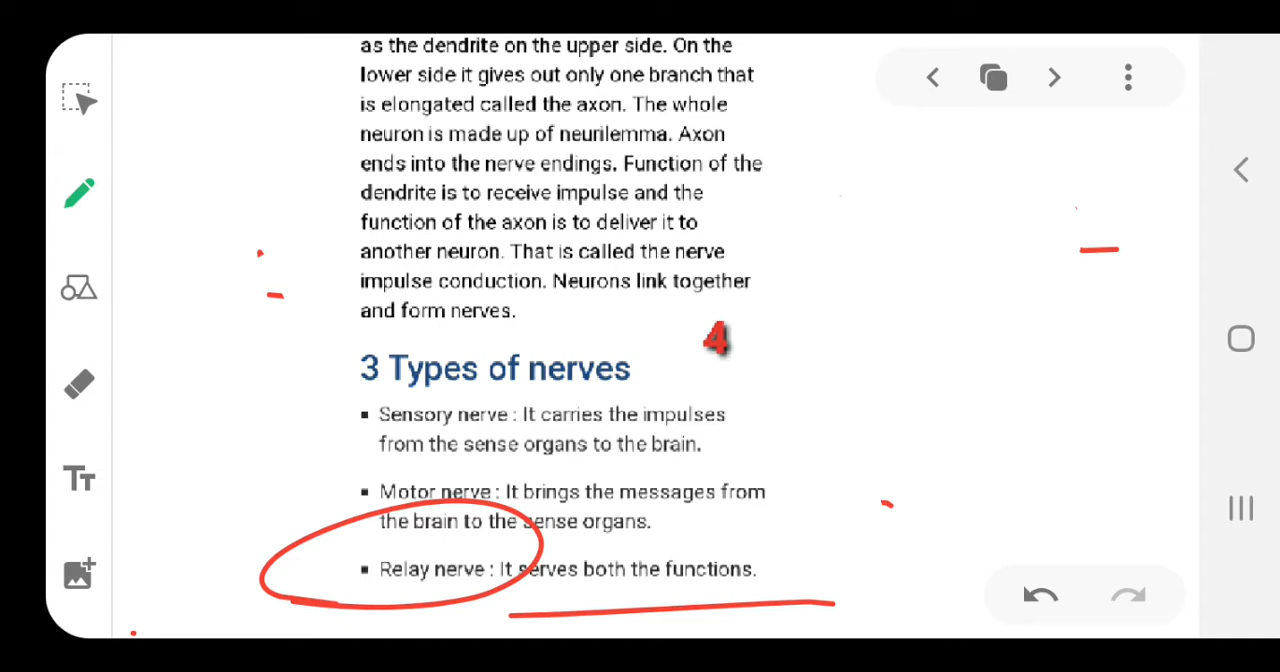 as the dendrite on the upper side. On the
lower side it gives out only one branch that
is elongated called the axon. The whole
neuron is made up of neurilemma. Axon
ends into the nerve endings. Function of the
dendrite is to receive impulse and the
function of the axon is to deliver it to
another neuron. That is called the nerve
impulse conduction. Neurons link together
and form nerves.
4
3 Types of nerves
▪ Sensory nerve : It carries the impulses
from the sense organs to the brain.
▪ Motor nerve : It brings the messages from
the brain to the sense organs.
▪ Relay nerve : It serves both the functions.
TT